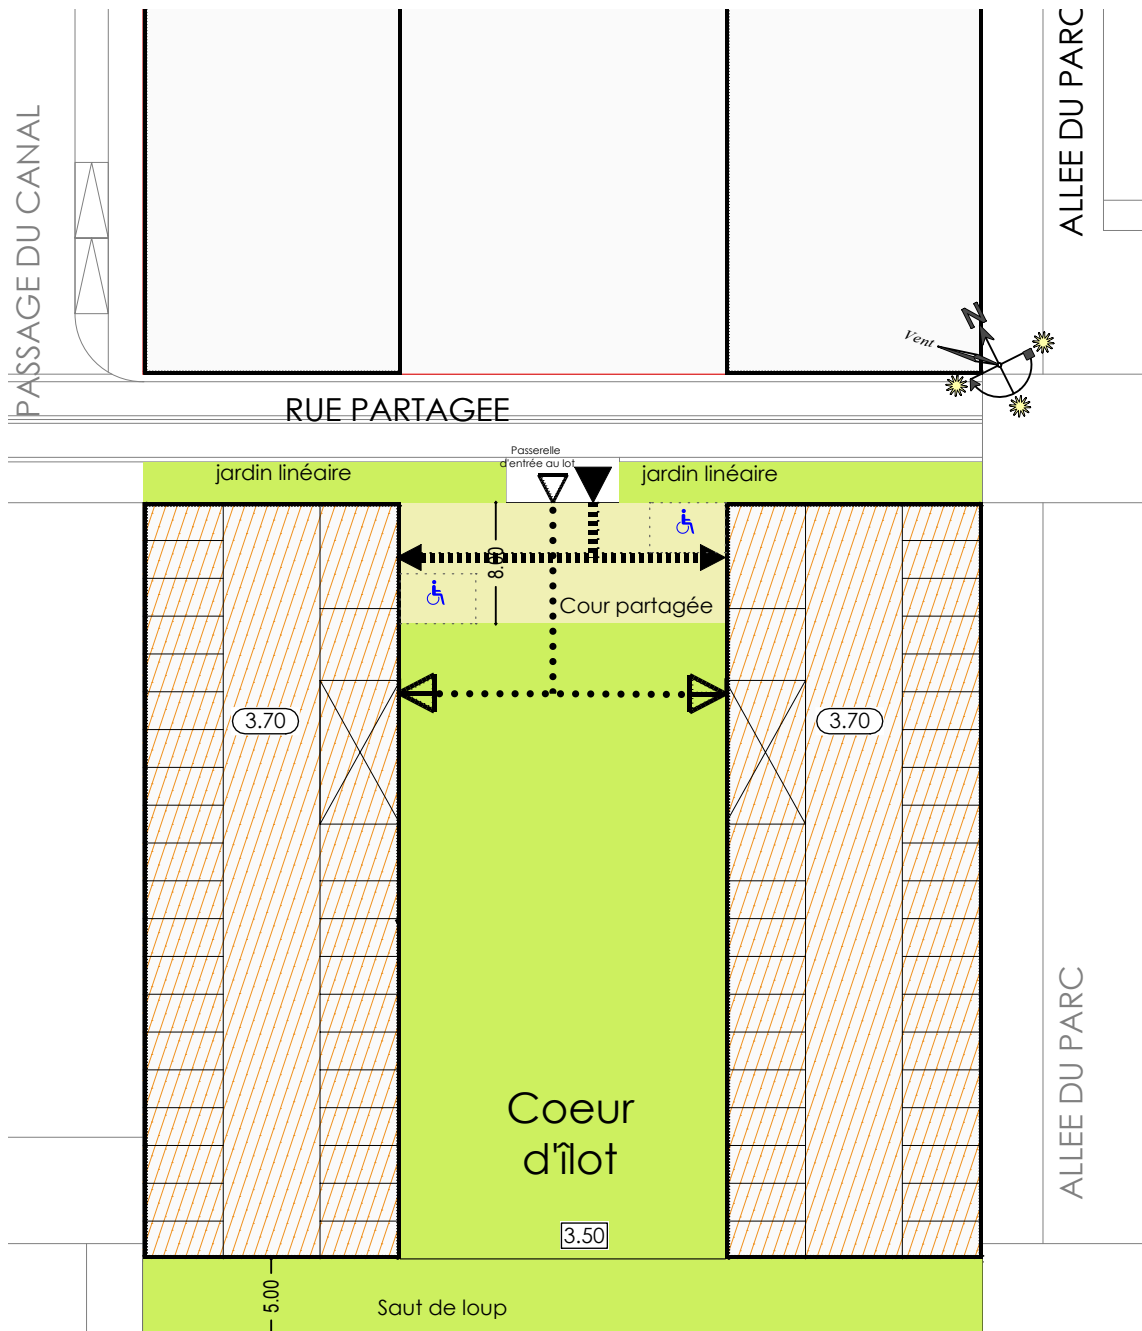 PASSAGE DU CANAL
ALLEE DU PARC
N
Vent
RUE PARTAGEE
Passerelle
d'entrée au lot
jardin linéaire
jardin linéaire
8.00
Cour partagée
3.70
3.70
Coeur
d'îlot
3.50
ALLEE DU PARC
5.00
Saut de loup